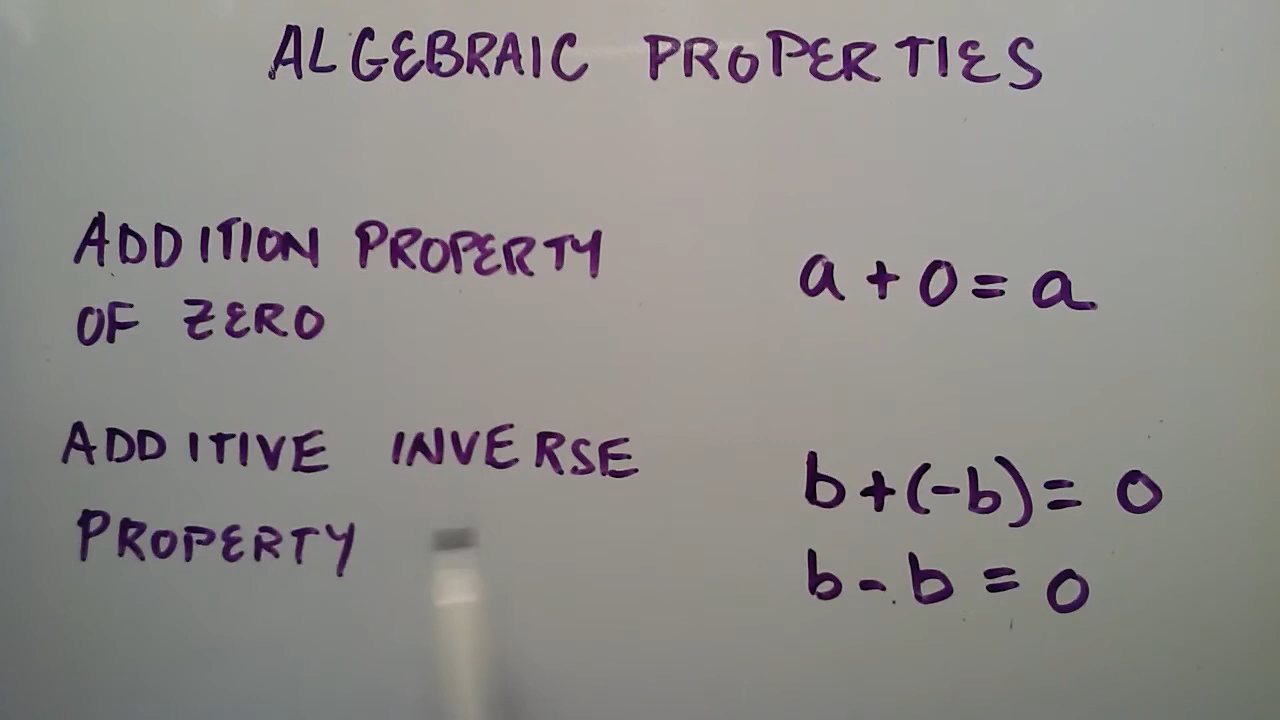 ALGEBRAIC PROPERTIES
ADDITION PROPERTY
OF ZERO
a + 0 = a
ADDITIVE INVERSE
PROPERTY
b + (-b) = 0
b - b = 0